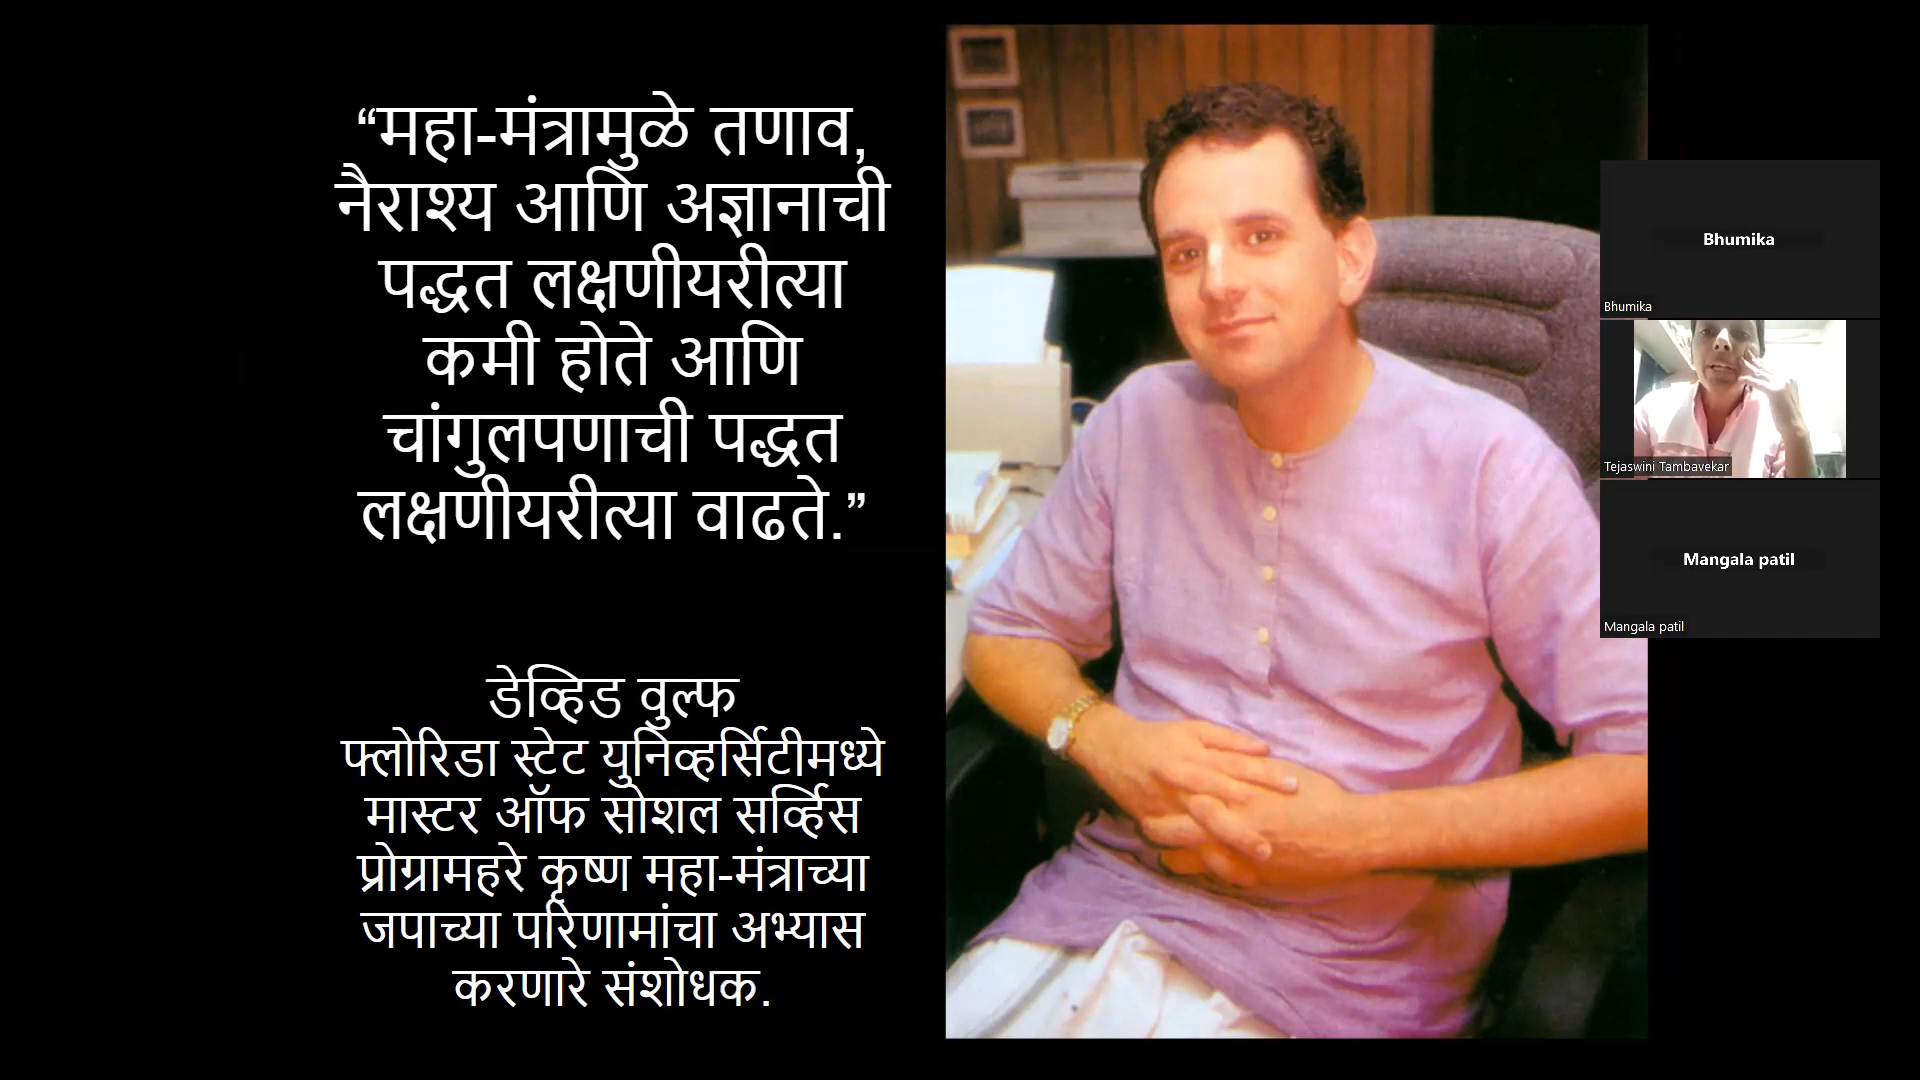 “महा-मंत्रामुळे तणाव,
नैराश्य आणि अज्ञानाची
पद्धत लक्षणीयरीत्या
कमी होते आणि
चांगुलपणाची पद्धत
लक्षणीयरीत्या वाढते.”
डेव्हिड वुल्फ
फ्लोरिडा स्टेट युनिव्हर्सिटीमध्ये
मास्टर ऑफ सोशल सर्व्हिस
प्रोग्रामहरे कृष्ण महा-मंत्राच्या
जपाच्या परिणामांचा अभ्यास
करणारे संशोधक.
Bhumika
Bhumika
Tejaswini Tambavekar
Mangala patil
Mangala patil